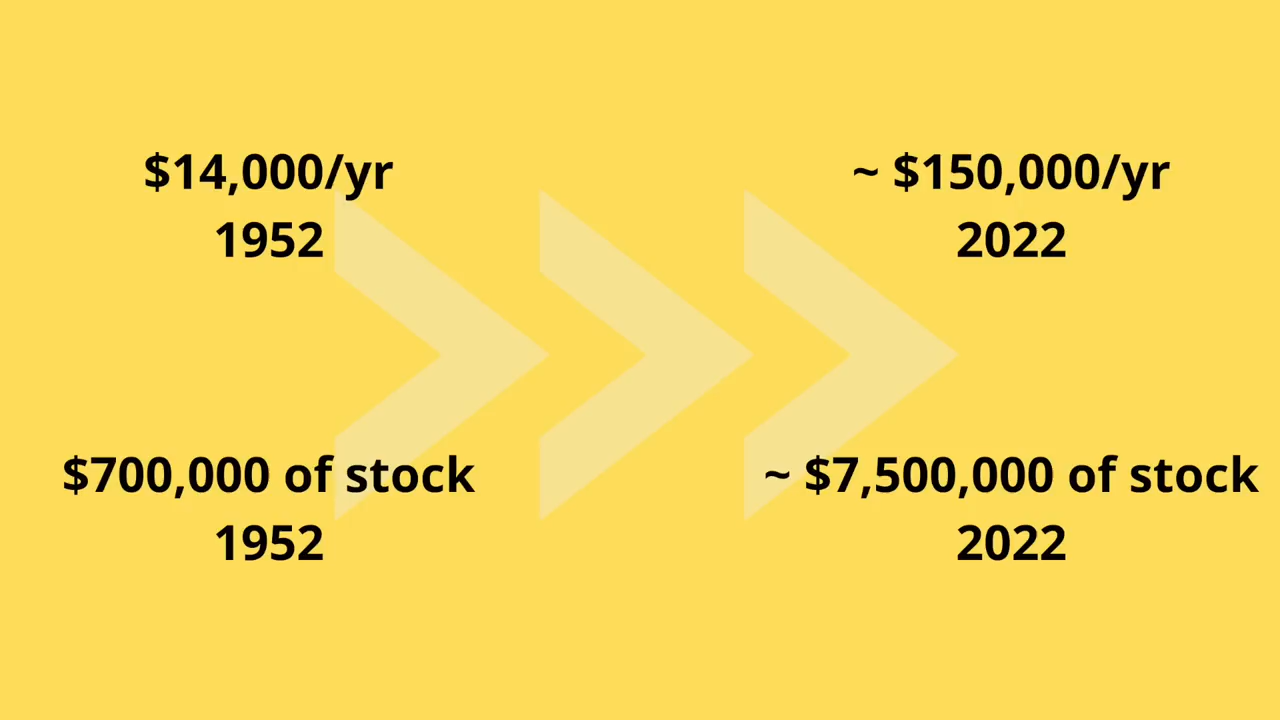 $14,000/yr
1952
~ $150,000/yr
2022
$700,000 of stock
1952
~ $7,500,000 of stock
2022